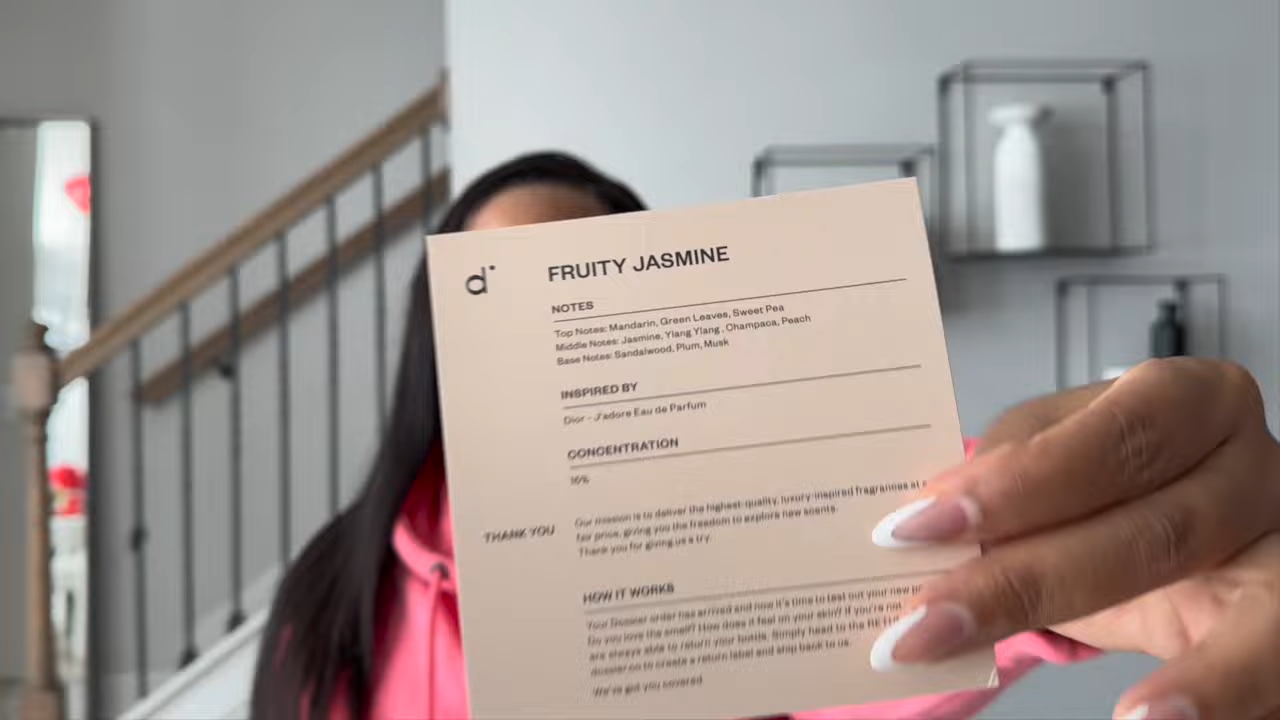 d'
FRUITY JASMINE
NOTES
Top Notes: Mandarin, Green Leaves, Sweet Pea
Middle Notes: Jasmine, Ylang Ylang , Champaca, Peach
Base Notes: Sandalwood, Plum, Musk
INSPIRED BY
Dior - J'adore Eau de Parfum
CONCENTRATION
16%
THANK YOU
Our mission is to deliver the highest-quality, luxury-inspired fragrances at
fair price, giving you the freedom to explore new scents.
Thank you for giving us a try.
HOW IT WORKS
Your Dossier order has arrived and now it's time to test out your new
Do you love the smell? How does it feel on your skin? If you're not
are always able to return your bottle. Simply head to the
dossier.co to create a return label and ship back to us.
We've got you covered